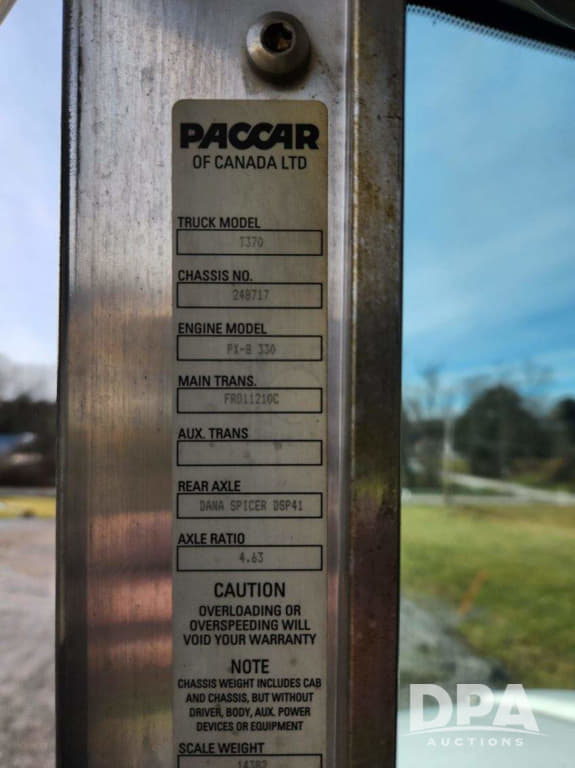 PACCAR
OF CANADA LTD
TRUCK MODEL
T370
CHASSIS NO.
248717
ENGINE MODEL
PX-8 330
MAIN TRANS.
FRO11210C
AUX. TRANS
REAR AXLE
DANA SPICER DSP41
AXLE RATIO
4.63
CAUTION
OVERLOADING OR
OVERSPEEDING WILL
VOID YOUR WARRANTY
NOTE
CHASSIS WEIGHT INCLUDES CAB
AND CHASSIS, BUT WITHOUT
DRIVER, BODY, AUX. POWER
DEVICES OR EQUIPMENT
SCALE WEIGHT
14382
DPA
AUCTIONS